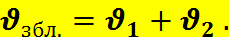 𝝑збл. = 𝝑₁ + 𝝑₂ .